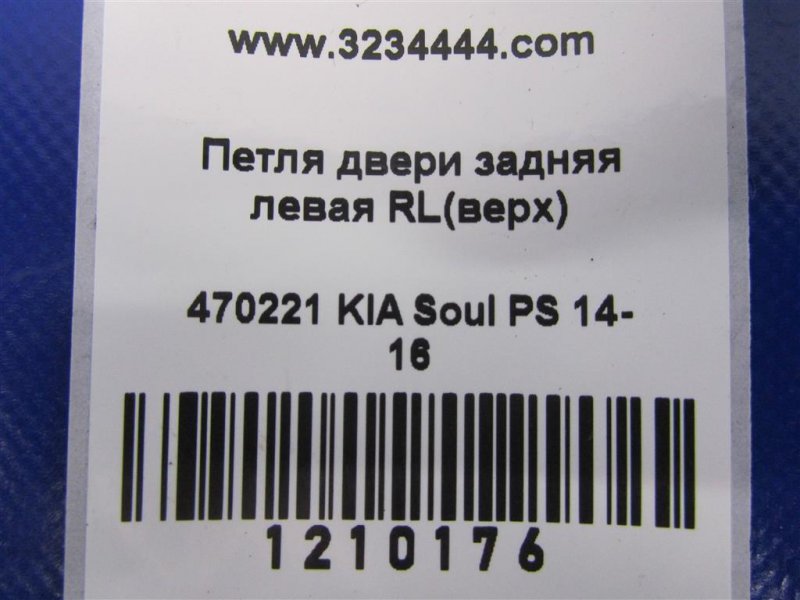 www.3234444.com
Петля двери задняя
левая RL(верх)
470221 KIA Soul PS 14-
16
1210176